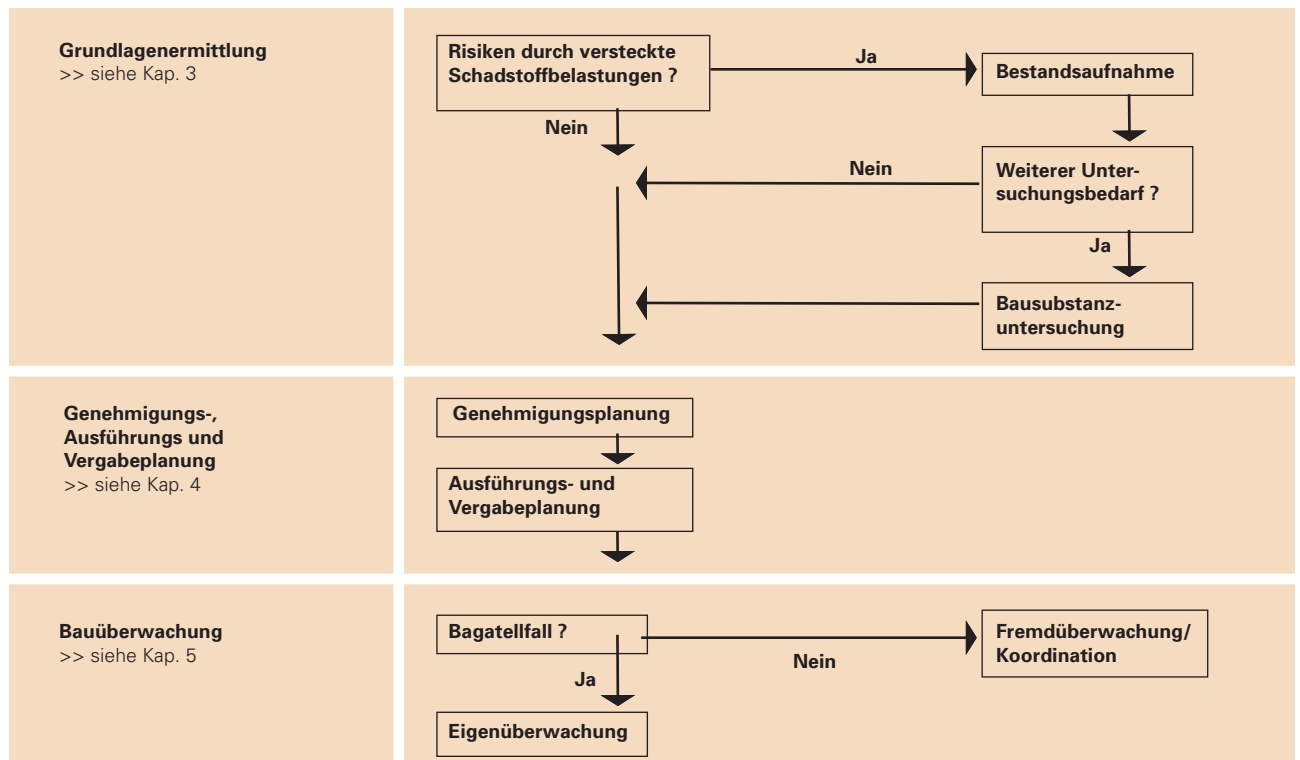 Grundlagenermittlung
>> siehe Kap. 3
Risiken durch versteckte
Schadstoffbelastungen ?
Ja
Bestandsaufnahme
Nein
Nein
Weiterer Unter-
suchungsbedarf ?
Ja
Bausubstanz-
untersuchung
Genehmigungs-,
Ausführungs und
Vergabeplanung
>> siehe Kap. 4
Genehmigungsplanung
Ausführungs- und
Vergabeplanung
Bauüberwachung
>> siehe Kap. 5
Bagatellfall ?
Nein
Fremdüberwachung/
Koordination
Ja
Eigenüberwachung